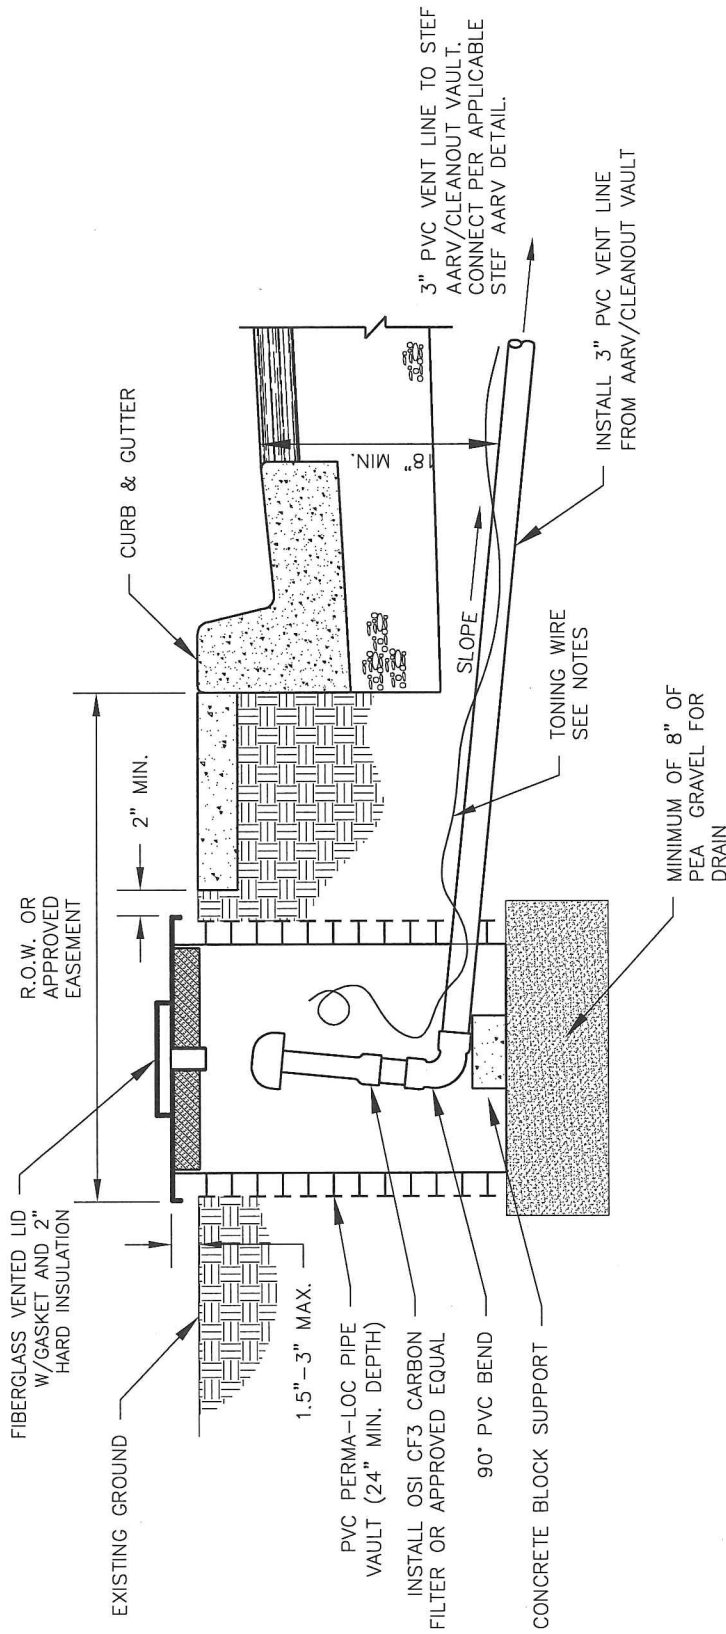 FIBERGLASS VENTED LID
W/GASKET AND 2"
HARD INSULATION
R.O.W. OR
APPROVED
EASEMENT
2" MIN.
CURB & GUTTER
EXISTING GROUND
1.5"-3" MAX.
18" MIN.
3" PVC VENT LINE TO STEF
AARV/CLEANOUT VAULT.
CONNECT PER APPLICABLE
STEF AARV DETAIL.
SLOPE
PVC PERMA-LOC PIPE
VAULT (24" MIN. DEPTH)
INSTALL OSI CF3 CARBON
FILTER OR APPROVED EQUAL
90° PVC BEND
CONCRETE BLOCK SUPPORT
TONING WIRE
SEE NOTES
INSTALL 3" PVC VENT LINE
FROM AARV/CLEANOUT VAULT
MINIMUM OF 8" OF
PEA GRAVEL FOR
DRAIN